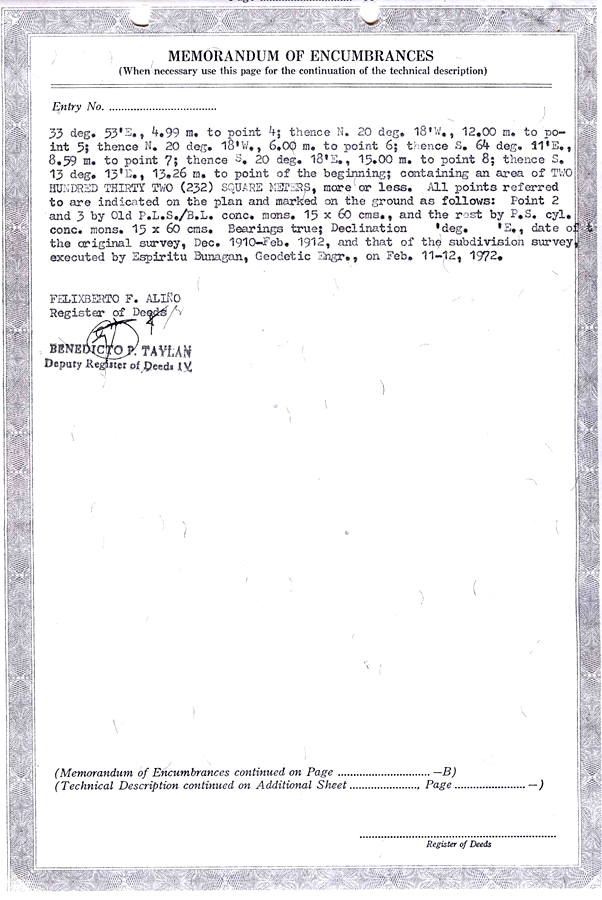 MEMORANDUM OF ENCUMBRANCES
(When necessary use this page for the continuation of the technical description)
Entry No. ....................................
33 deg. 53'E., 4.99 m. to point 4; thence N. 20 deg. 18'W., 12.00 m. to po-
int 5; thence N. 20 deg. 18'W., 6.00 m. to point 6; thence S. 64 deg. 11'E.,
8.59 m. to point 7; thence S. 20 deg. 18'E., 15.00 m. to point 8; thence S.
13 deg. 13'E., 13.26 m. to point of the beginning; containing an area of TWO
HUNDRED THIRTY TWO (232) SQUARE METERS, more or less. All points referred
to are indicated on the plan and marked on the ground as follows: Point 2
and 3 by Old P.L.S./B.L. conc. mons. 15 x 60 cms., and the rest by P.S. cyl.
conc. mons. 15 x 60 cms. Bearings true; Declination 'deg. 'E., date of t
the original survey, Dec. 1910-Feb. 1912, and that of the subdivision survey,
executed by Espiritu Bunagan, Geodetic Engr., on Feb. 11-12, 1972.
FELIXBERTO F. ALIÑO
Register of Deeds
BENEDICTO P. TAYLAN
Deputy Register of Deeds IV
(Memorandum of Encumbrances continued on Page .............................. —B)
(Technical Description continued on Additional Sheet ......................, Page ....................... —)
Register of Deeds